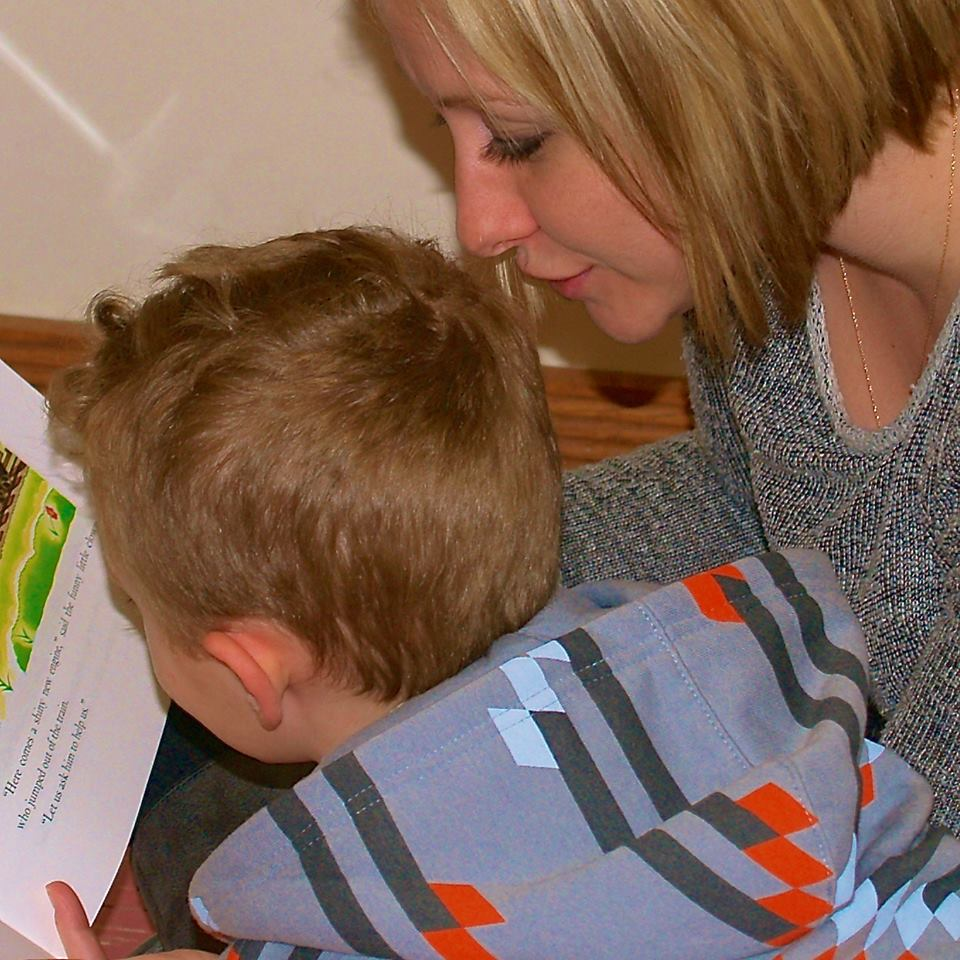 "Here comes a shiny new engine," said the funny little clown
who jumped out of the train.
"Let us ask him to help us."